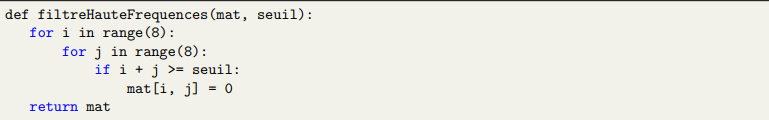 def filtreHauteFrequences(mat, seuil):
    for i in range(8):
        for j in range(8):
            if i + j >= seuil:
                mat[i, j] = 0
    return mat